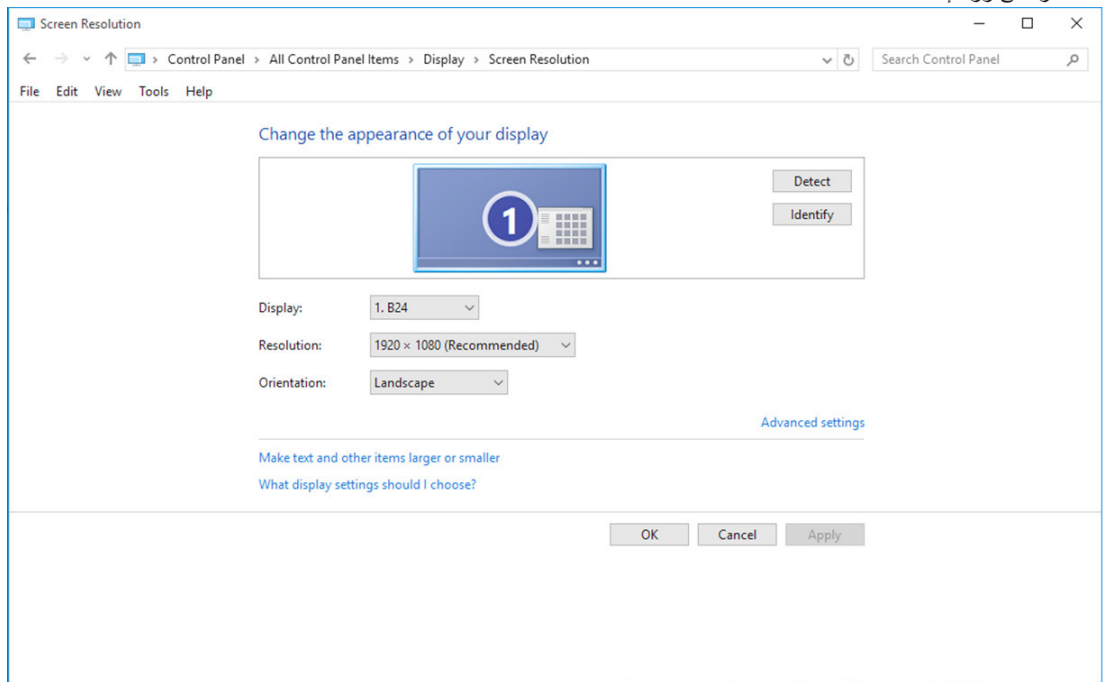 Screen Resolution
Control Panel > All Control Panel Items > Display > Screen Resolution
Search Control Panel
File Edit View Tools Help
Change the appearance of your display
1
Detect
Identify
Display: 1. B24
Resolution: 1920 × 1080 (Recommended)
Orientation: Landscape
Advanced settings
Make text and other items larger or smaller
What display settings should I choose?
OK Cancel Apply